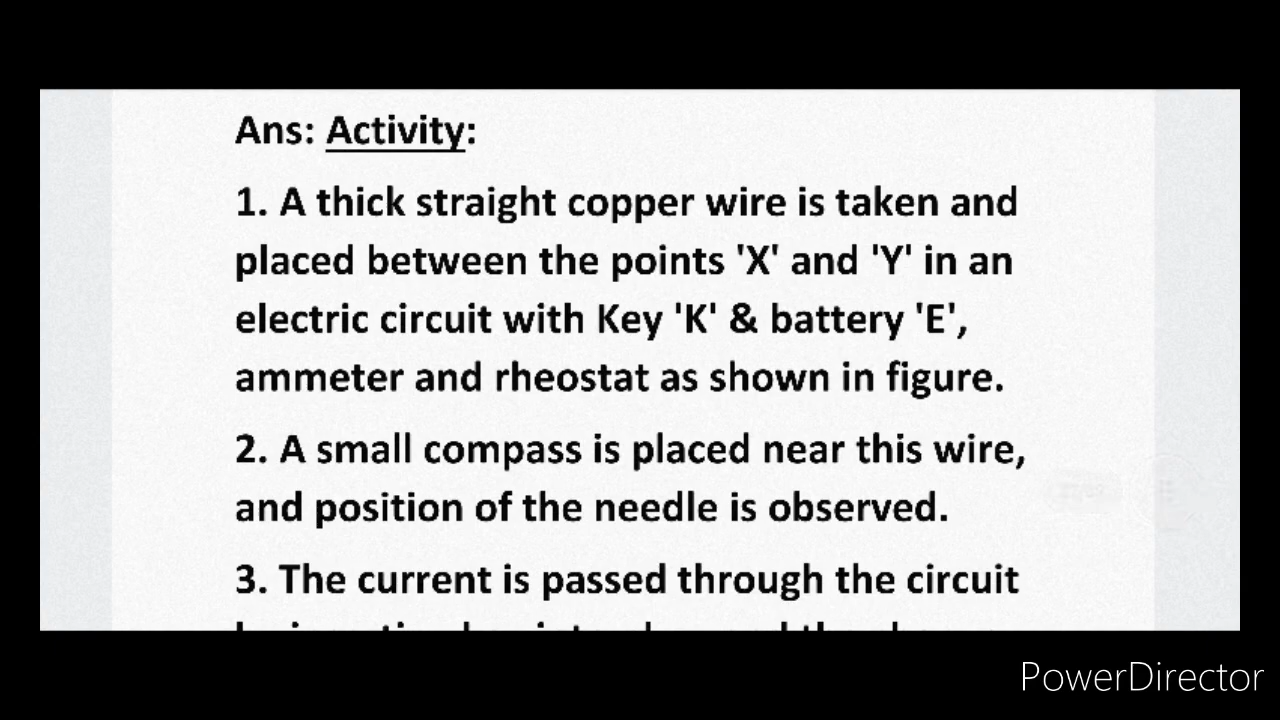 Ans: Activity:
1. A thick straight copper wire is taken and
placed between the points 'X' and 'Y' in an
electric circuit with Key 'K' & battery 'E',
ammeter and rheostat as shown in figure.
2. A small compass is placed near this wire,
and position of the needle is observed.
3. The current is passed through the circuit
PowerDirector